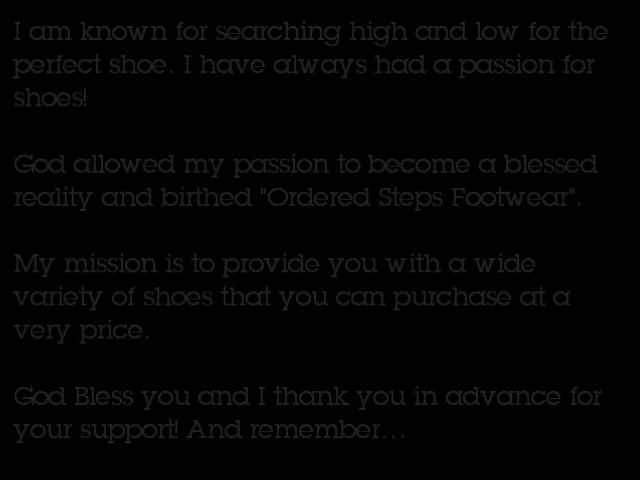 I am known for searching high and low for the
perfect shoe. I have always had a passion for
shoes!
God allowed my passion to become a blessed
reality and birthed "Ordered Steps Footwear".
My mission is to provide you with a wide
variety of shoes that you can purchase at a
very price.
God Bless you and I thank you in advance for
your support! And remember...